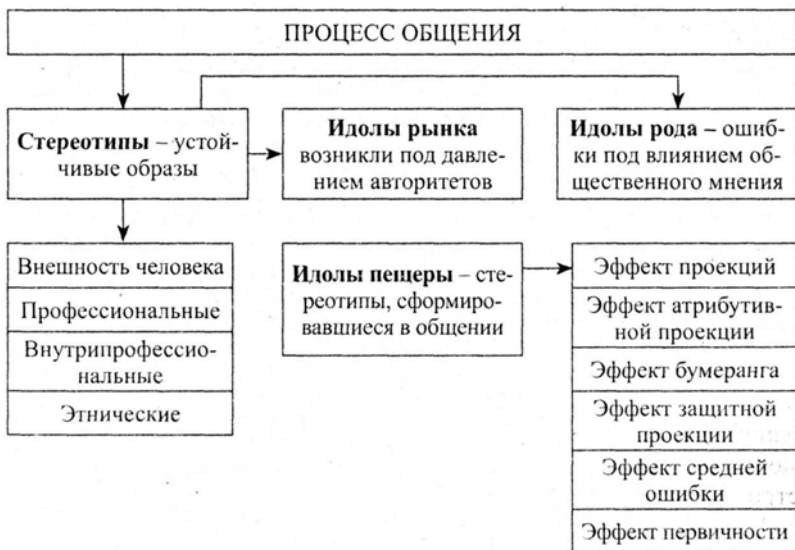 ПРОЦЕСС ОБЩЕНИЯ
Стереотипы – устой-
чивые образы
Идолы рынка
возникли под давле-
нием авторитетов
Идолы рода – ошиб-
ки под влиянием об-
щественного мнения
Внешность человека
Профессиональные
Внутрипрофессио-
нальные
Этнические
Идолы пещеры – сте-
реотипы, сформиро-
вавшиеся в общении
Эффект проекций
Эффект атрибутив-
ной проекции
Эффект бумеранга
Эффект защитной
проекции
Эффект средней
ошибки
Эффект первичности